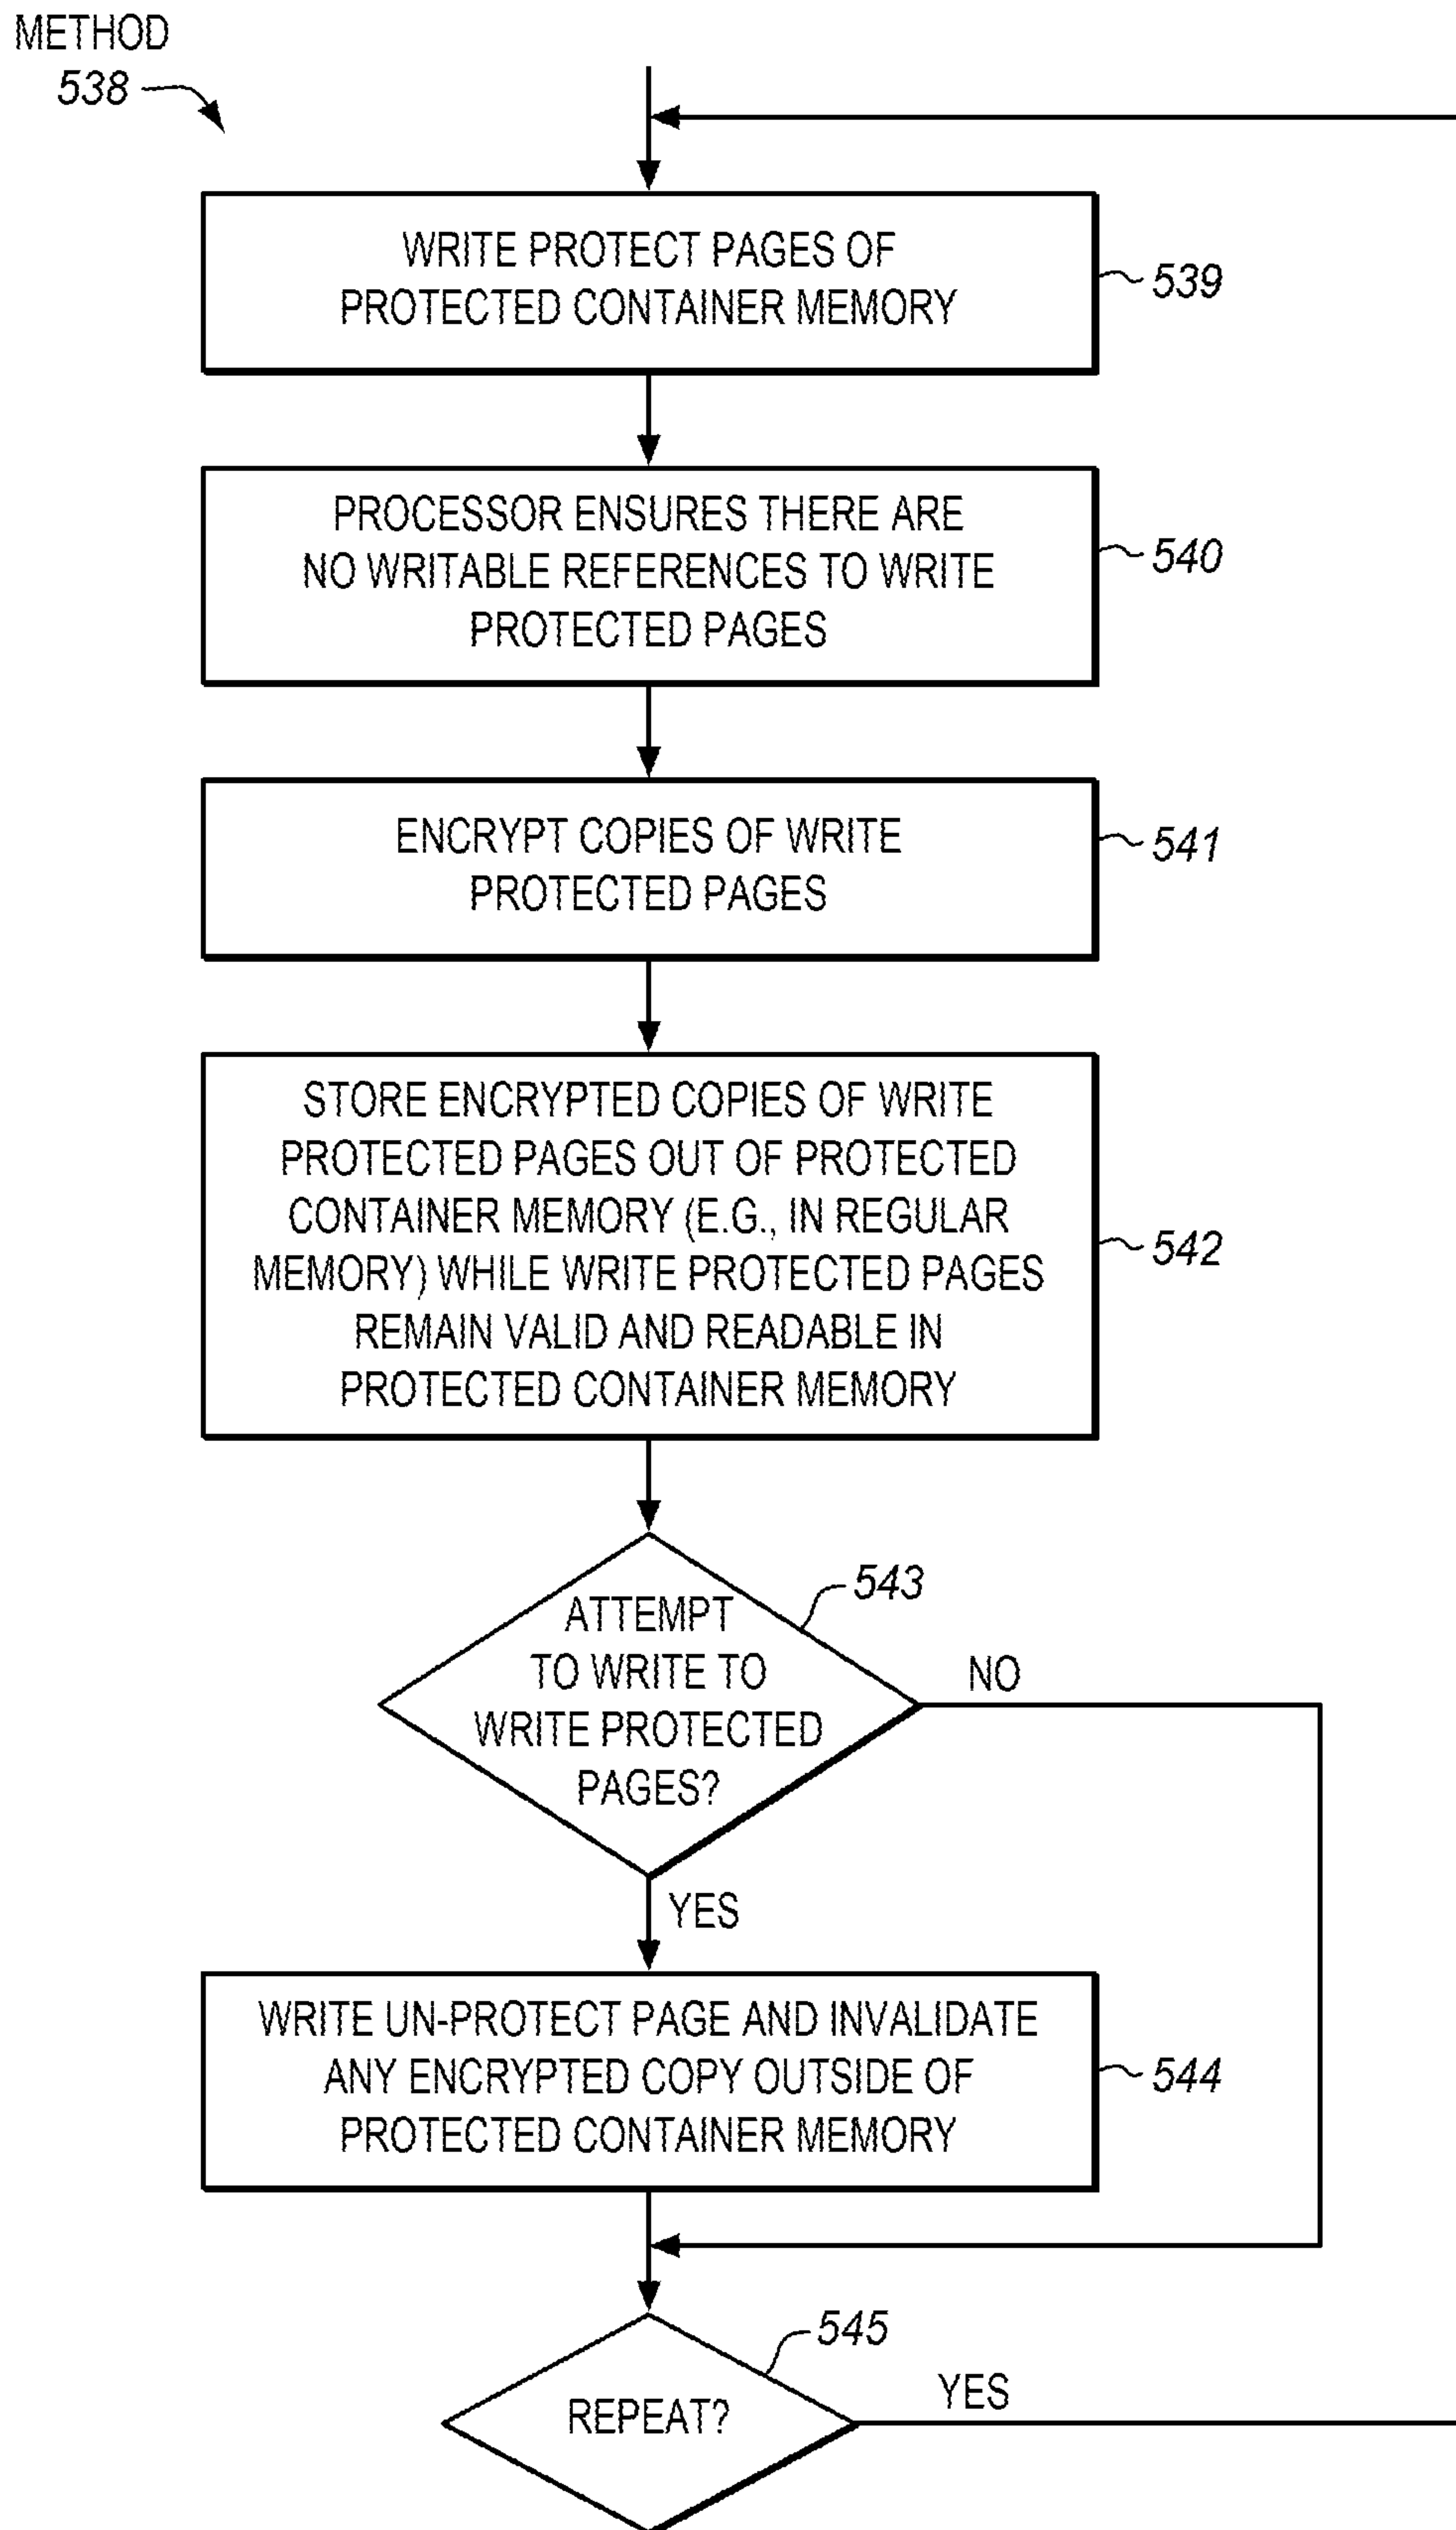 METHOD
538
WRITE PROTECT PAGES OF
PROTECTED CONTAINER MEMORY
539
PROCESSOR ENSURES THERE ARE
NO WRITABLE REFERENCES TO WRITE
PROTECTED PAGES
540
ENCRYPT COPIES OF WRITE
PROTECTED PAGES
541
STORE ENCRYPTED COPIES OF WRITE
PROTECTED PAGES OUT OF PROTECTED
CONTAINER MEMORY (E.G., IN REGULAR
MEMORY) WHILE WRITE PROTECTED PAGES
REMAIN VALID AND READABLE IN
PROTECTED CONTAINER MEMORY
542
543
ATTEMPT
TO WRITE TO
WRITE PROTECTED
PAGES?
NO
YES
WRITE UN-PROTECT PAGE AND INVALIDATE
ANY ENCRYPTED COPY OUTSIDE OF
PROTECTED CONTAINER MEMORY
544
545
REPEAT?
YES